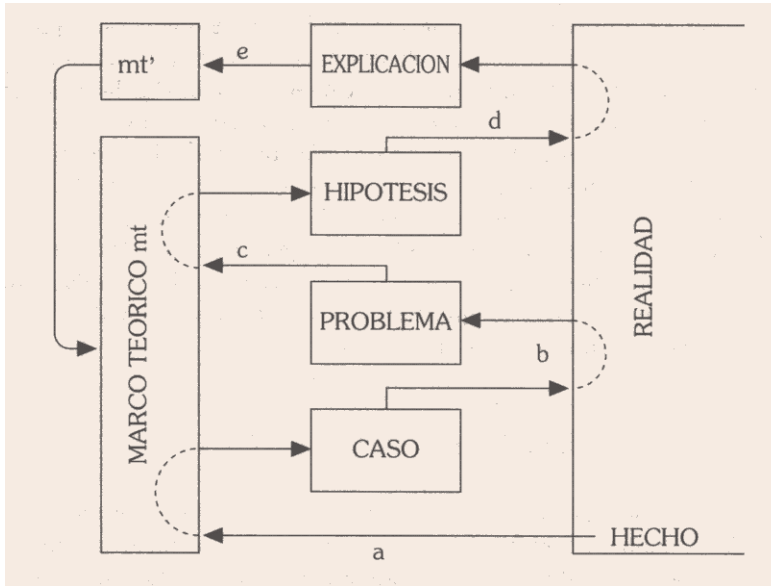 mt’
e
EXPLICACION
d
HIPOTESIS
MARCO TEORICO mt
c
REALIDAD
PROBLEMA
b
CASO
HECHO
a